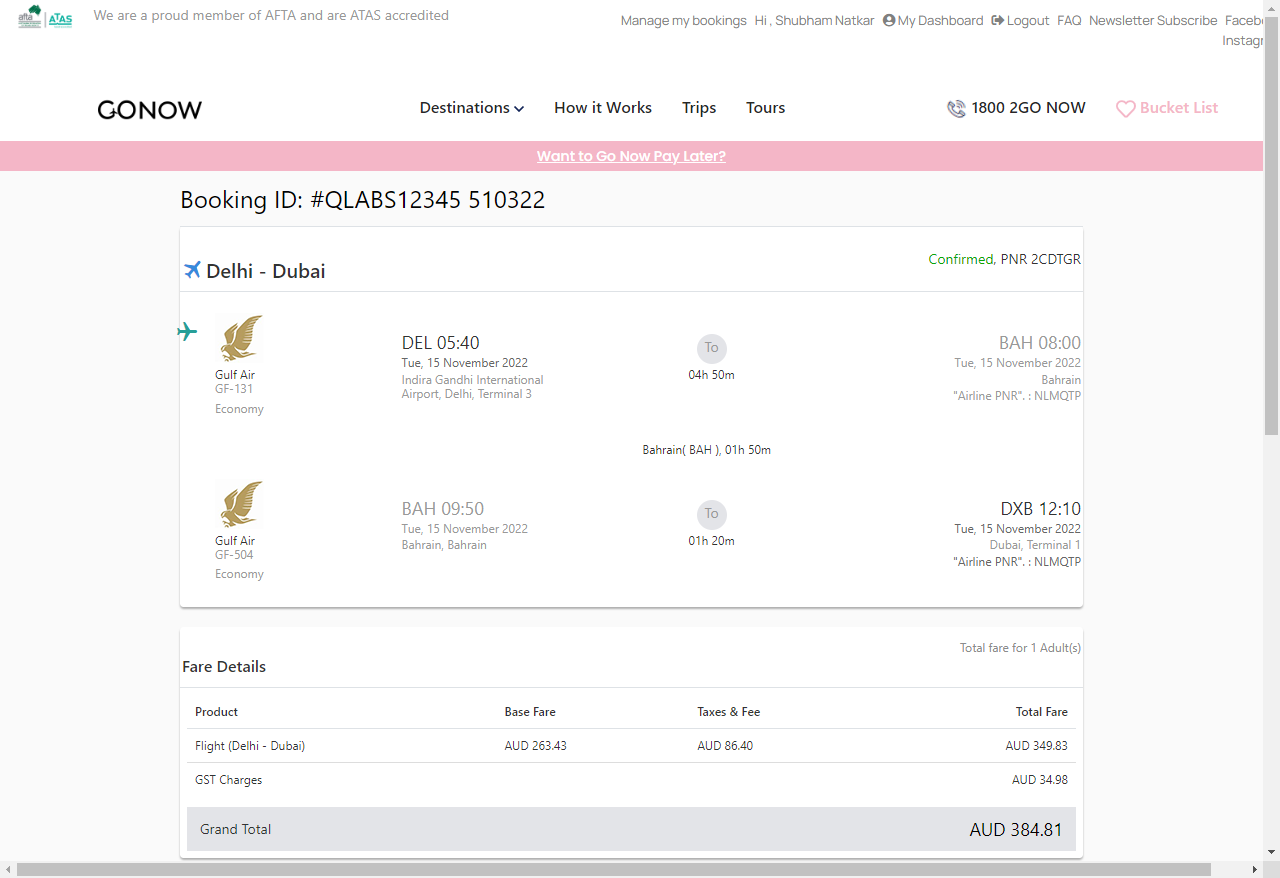 afta ATAS We are a proud member of AFTA and are ATAS accredited
Manage my bookings Hi , Shubham Natkar My Dashboard Logout FAQ Newsletter Subscribe
GONOW Destinations How it Works Trips Tours 1800 2GO NOW Bucket List
Want to Go Now Pay Later?
Booking ID: #QLABS12345 510322
Delhi - Dubai
Confirmed, PNR 2CDTGR
Gulf Air
GF-131
Economy
DEL 05:40
Tue, 15 November 2022
Indira Gandhi International
Airport, Delhi, Terminal 3
To
04h 50m
BAH 08:00
Tue, 15 November 2022
Bahrain
"Airline PNR". : NLMQTP
Bahrain( BAH ), 01h 50m
Gulf Air
GF-504
Economy
BAH 09:50
Tue, 15 November 2022
Bahrain, Bahrain
To
01h 20m
DXB 12:10
Tue, 15 November 2022
Dubai, Terminal 1
"Airline PNR". : NLMQTP
Fare Details
Total fare for 1 Adult(s)
Product Base Fare Taxes & Fee Total Fare
Flight (Delhi - Dubai) AUD 263.43 AUD 86.40 AUD 349.83
GST Charges AUD 34.98
Grand Total AUD 384.81